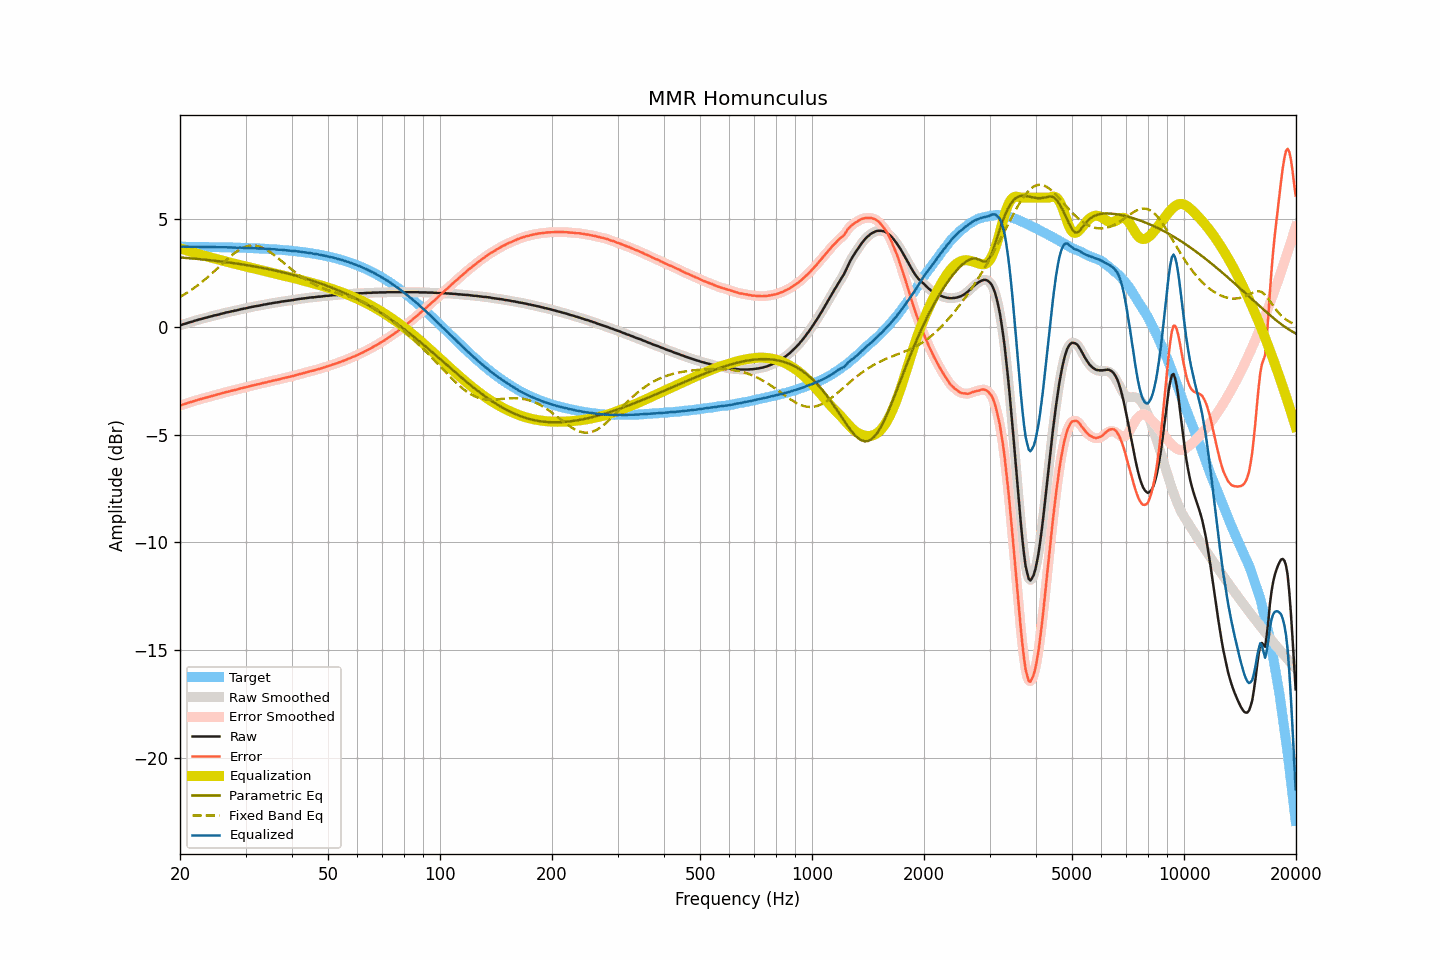 MMR Homunculus
5
0
−5
−10
−15
−20
Amplitude (dBr)
Target
Raw Smoothed
Error Smoothed
Raw
Error
Equalization
Parametric Eq
Fixed Band Eq
Equalized
20 50 100 200 500 1000 2000 5000 10000 20000
Frequency (Hz)